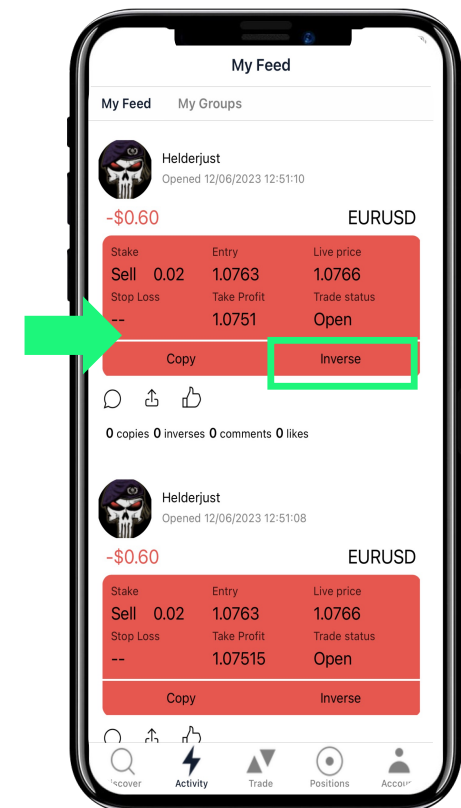 My Feed
My Feed My Groups
Helderjust
Opened 12/06/2023 12:51:10
-$0.60 EURUSD
Stake Entry Live price
Sell 0.02 1.0763 1.0766
Stop Loss Take Profit Trade status
-- 1.0751 Open
Copy Inverse
0 copies 0 inverses 0 comments 0 likes
Helderjust
Opened 12/06/2023 12:51:08
-$0.60 EURUSD
Stake Entry Live price
Sell 0.02 1.0763 1.0766
Stop Loss Take Profit Trade status
-- 1.07515 Open
Copy Inverse
iscover Activity Trade Positions Accou